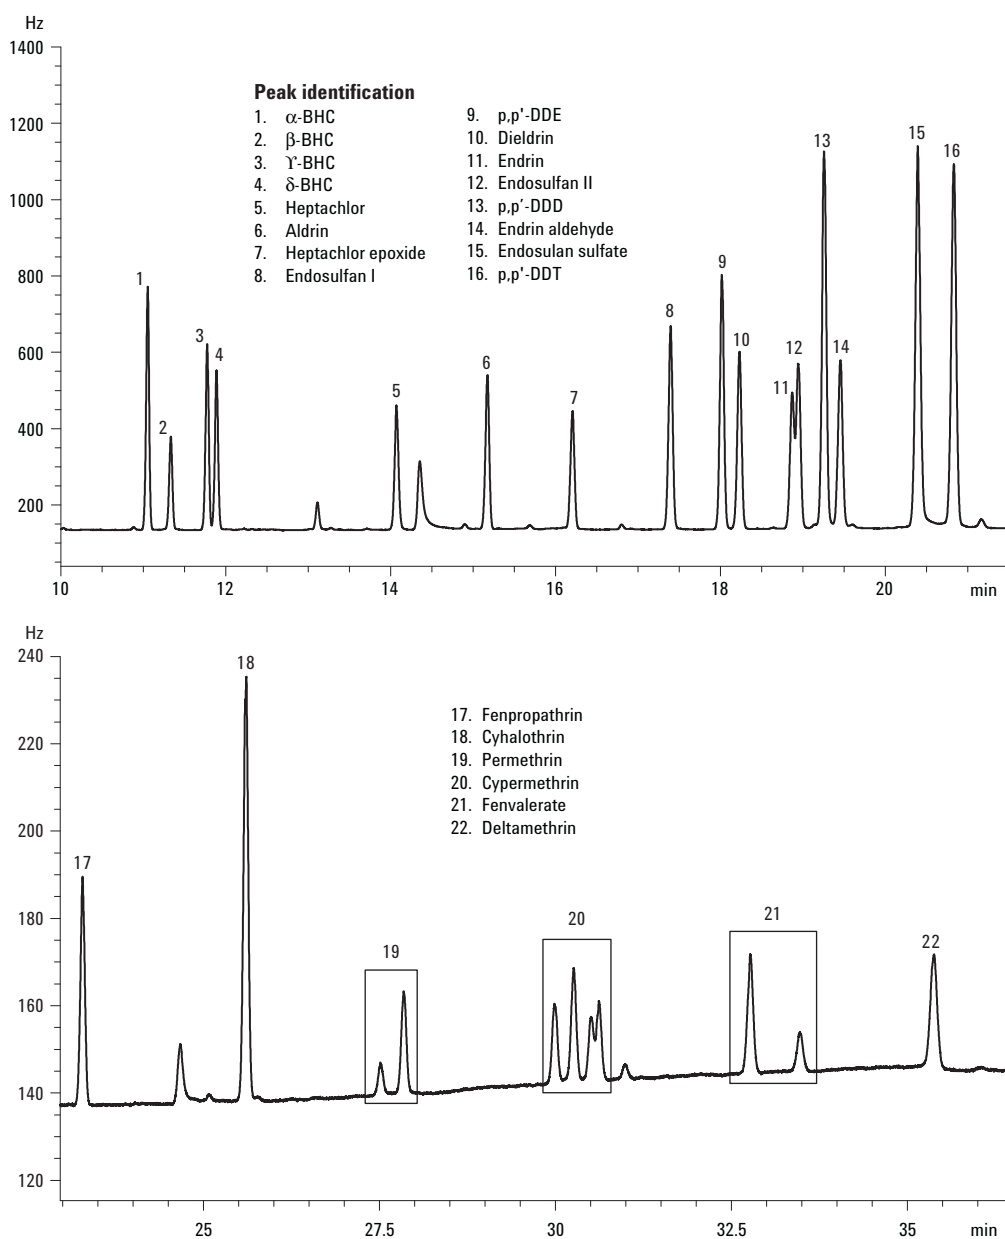 Hz
1400
1200
1000
800
600
400
200
Peak identification
1. α-BHC
2. β-BHC
3. ϒ-BHC
4. δ-BHC
5. Heptachlor
6. Aldrin
7. Heptachlor epoxide
8. Endosulfan I
9. p,p'-DDE
10. Dieldrin
11. Endrin
12. Endosulfan II
13. p,p′-DDD
14. Endrin aldehyde
15. Endosulan sulfate
16. p,p'-DDT
1
2
3
4
5
6
7
8
9
10
11
12
13
14
15
16
10 12 14 16 18 20 min
Hz
240
220
200
180
160
140
120
17. Fenpropathrin
18. Cyhalothrin
19. Permethrin
20. Cypermethrin
21. Fenvalerate
22. Deltamethrin
17
18
19
20
21
22
25 27.5 30 32.5 35 min